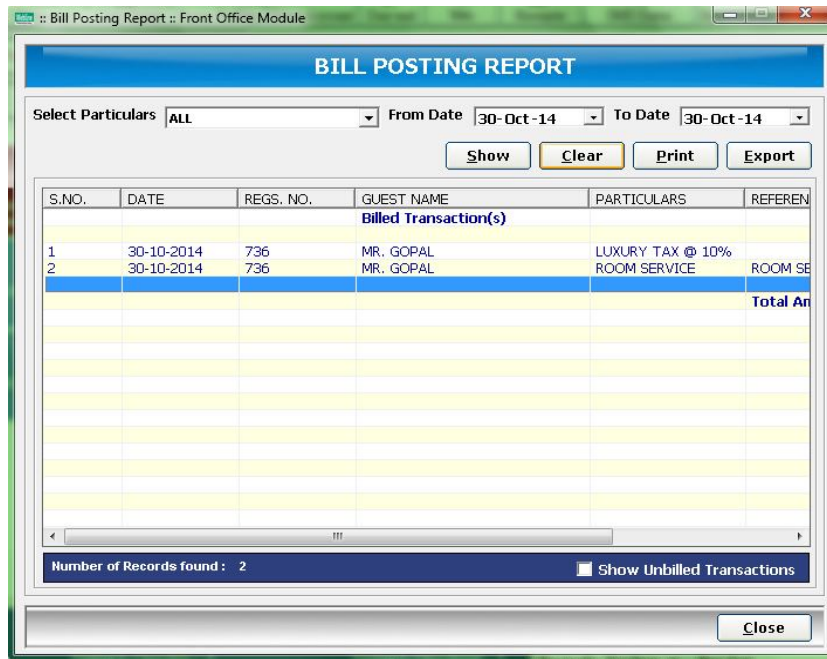 :: Bill Posting Report :: Front Office Module
BILL POSTING REPORT
Select Particulars ALL From Date 30-Oct-14 To Date 30-Oct-14
Show Clear Print Export
S.NO. DATE REGS. NO. GUEST NAME PARTICULARS REFEREN
Billed Transaction(s)
1 30-10-2014 736 MR. GOPAL LUXURY TAX @ 10%
2 30-10-2014 736 MR. GOPAL ROOM SERVICE ROOM SE
Total Am
Number of Records found : 2 Show Unbilled Transactions
Close